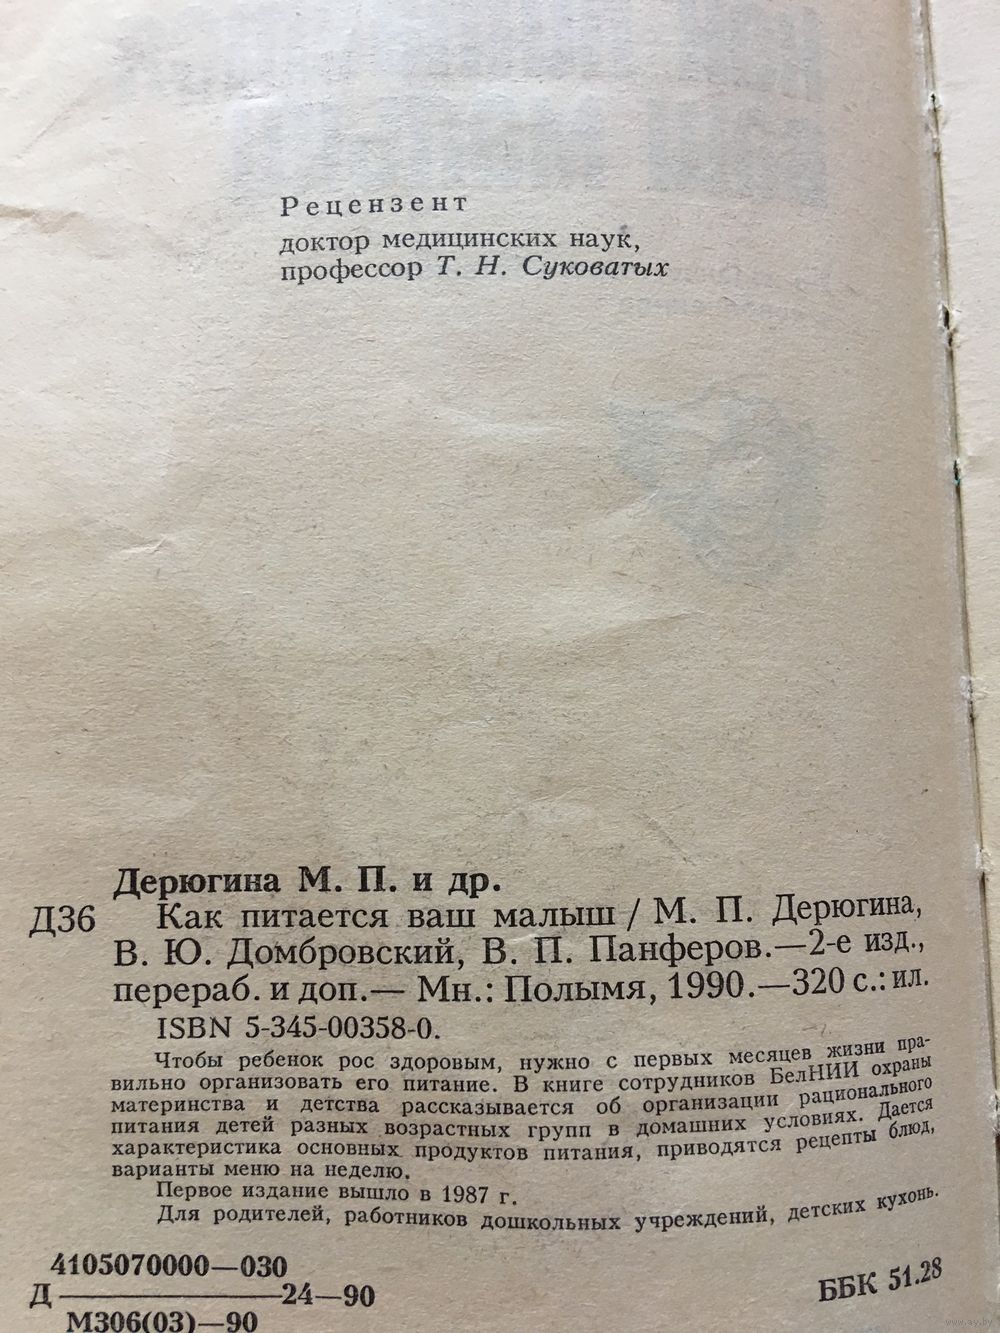 Рецензент
доктор медицинских наук,
профессор Т. Н. Суковатых
Дерюгина М. П. и др.
Д36 Как питается ваш малыш / М. П. Дерюгина,
В. Ю. Домбровский, В. П. Панферов.—2-е изд.,
перераб. и доп.— Мн.: Полымя, 1990.—320 с.: ил.
ISBN 5-345-00358-0.
Чтобы ребенок рос здоровым, нужно с первых месяцев жизни пра-
вильно организовать его питание. В книге сотрудников БелНИИ охраны
материнства и детства рассказывается об организации рационального
питания детей разных возрастных групп в домашних условиях. Дается
характеристика основных продуктов питания, приводятся рецепты блюд,
варианты меню на неделю.
Первое издание вышло в 1987 г.
Для родителей, работников дошкольных учреждений, детских кухонь.
4105070000—030
Д ——— 24—90
М306(03)—90
ББК 51.28
www.ay.by